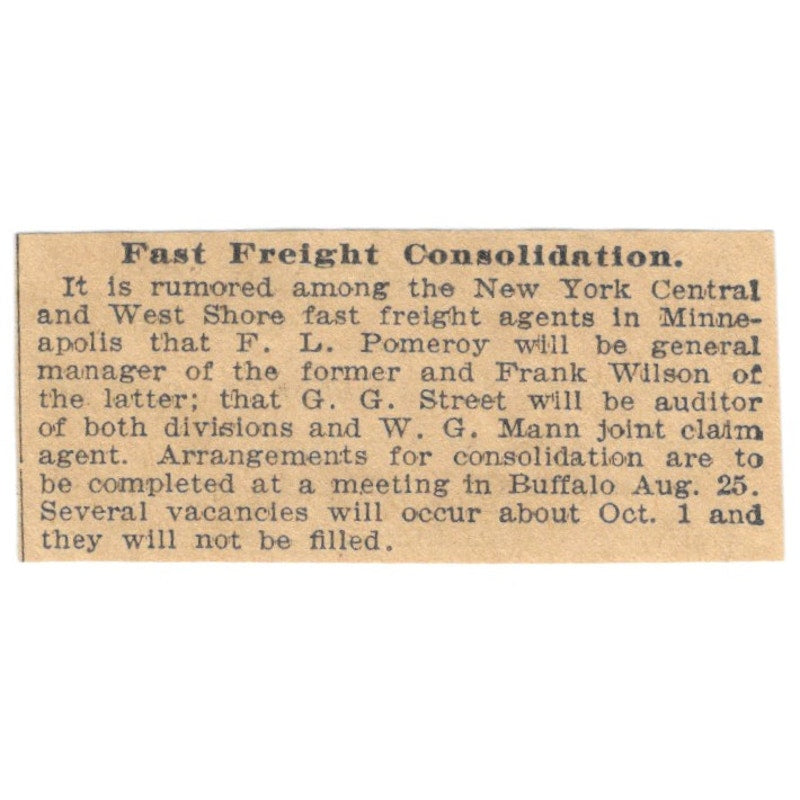 Fast Freight Consolidation.
It is rumored among the New York Central
and West Shore fast freight agents in Minne-
apolis that F. L. Pomeroy will be general
manager of the former and Frank Wilson of
the latter; that G. G. Street will be auditor
of both divisions and W. G. Mann joint claim
agent. Arrangements for consolidation are to
be completed at a meeting in Buffalo Aug. 25.
Several vacancies will occur about Oct. 1 and
they will not be filled.